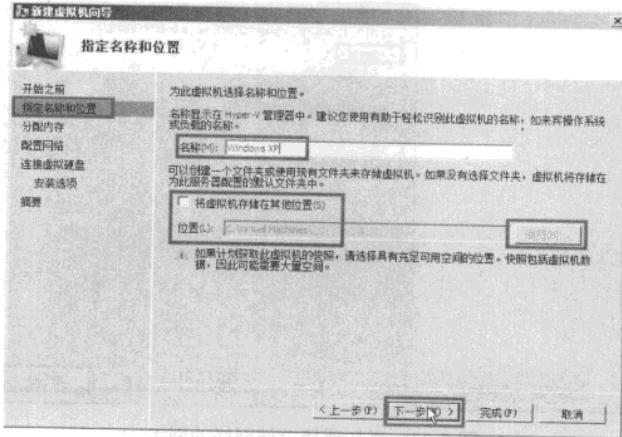 新建虚拟机向导
指定名称和位置
开始之前
指定名称和位置
分配内存
配置网络
连接虚拟硬盘
安装选项
摘要
为此虚拟机选择名称和位置。
名称显示在 Hyper-V 管理器中。建议您使用有助于轻松识别此虚拟机的名称，如来宾操作系统
或负载的名称。
名称(M): Windows XP
可以创建一个文件夹或使用现有文件夹来存储虚拟机。如果没有选择文件夹，虚拟机将存储在
为此服务器配置的默认文件夹中。
将虚拟机存储在其他位置(S)
位置(L): C:\Virtual Machines\
如果计划获取此虚拟机的快照，请选择具有充足可用空间的位置。快照包括虚拟机数
据，因此可能需要大量空间。
< 上一步(P)
下一步 >
完成(F)
取消